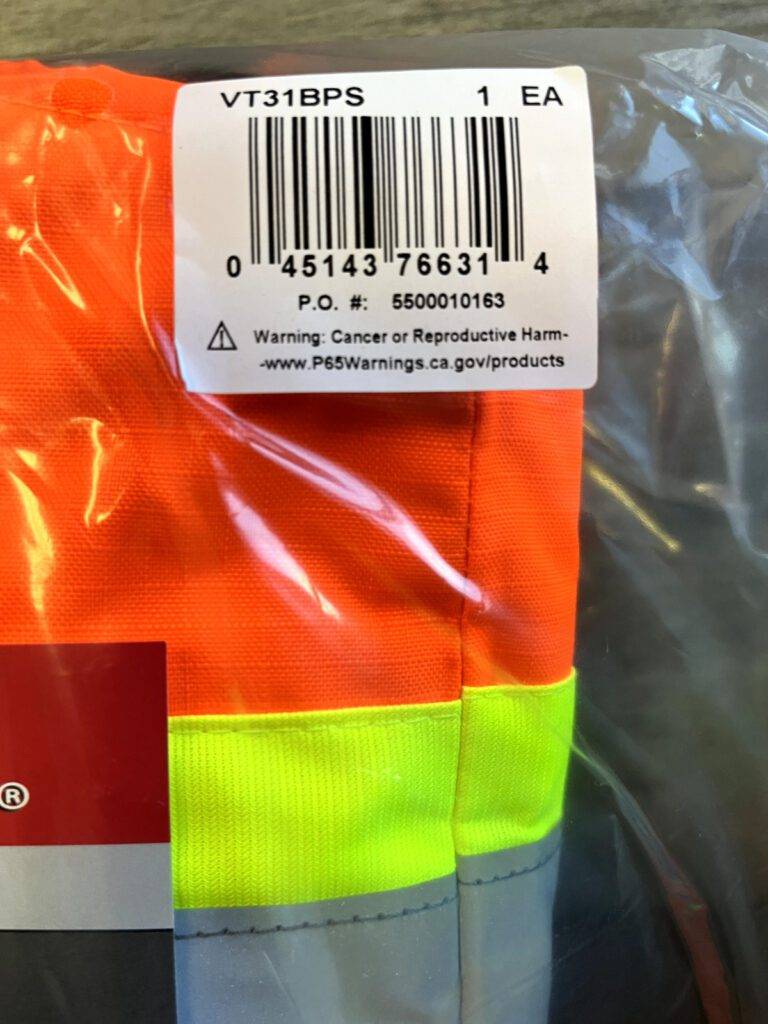 VT31BPS 1 EA
0 45143 76631 4
P.O. #: 5500010163
⚠ Warning: Cancer or Reproductive Harm-
-www.P65Warnings.ca.gov/products
®